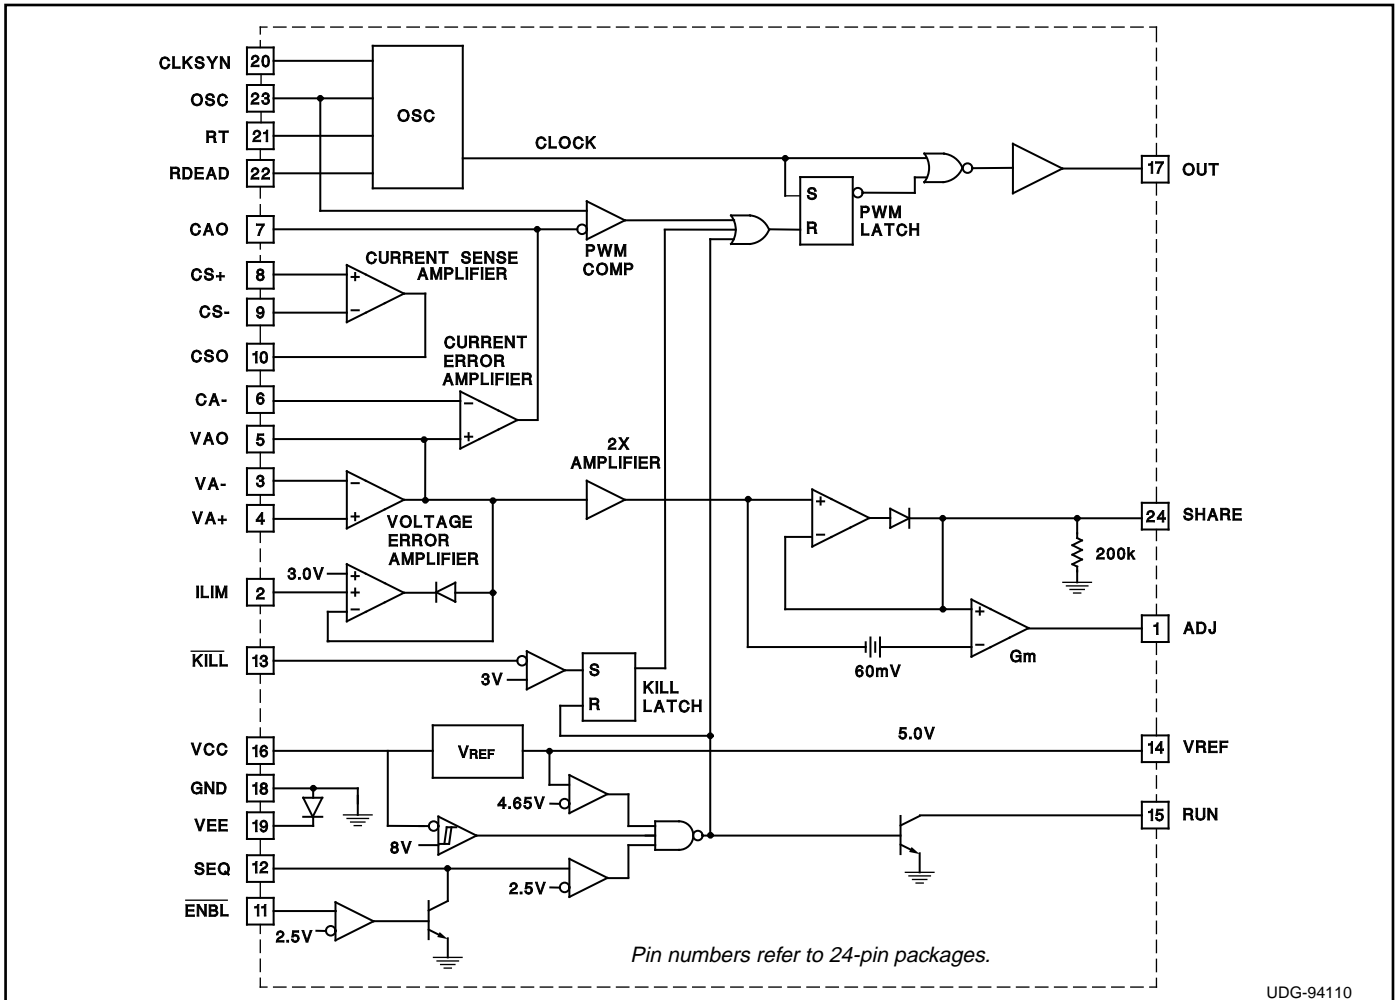 CLKSYN 20
OSC 23
RT 21
RDEAD 22
OSC
CLOCK
S
R
PWM
LATCH
17 OUT
CAO 7
PWM
COMP
CS+ 8
CS- 9
CSO 10
CURRENT SENSE
AMPLIFIER
+
−
CURRENT
ERROR
AMPLIFIER
CA- 6
VAO 5
−
+
VA- 3
VA+ 4
−
+
VOLTAGE
ERROR
AMPLIFIER
2X
AMPLIFIER
+
−
24 SHARE
200k
ILIM 2
3.0V
+
+
−
+
−
Gm
60mV
1 ADJ
KILL 13
3V
S
R
KILL
LATCH
VCC 16
VREF
5.0V
14 VREF
GND 18
VEE 19
4.65V
8V
15 RUN
SEQ 12
2.5V
ENBL 11
2.5V
Pin numbers refer to 24-pin packages.
UDG-94110